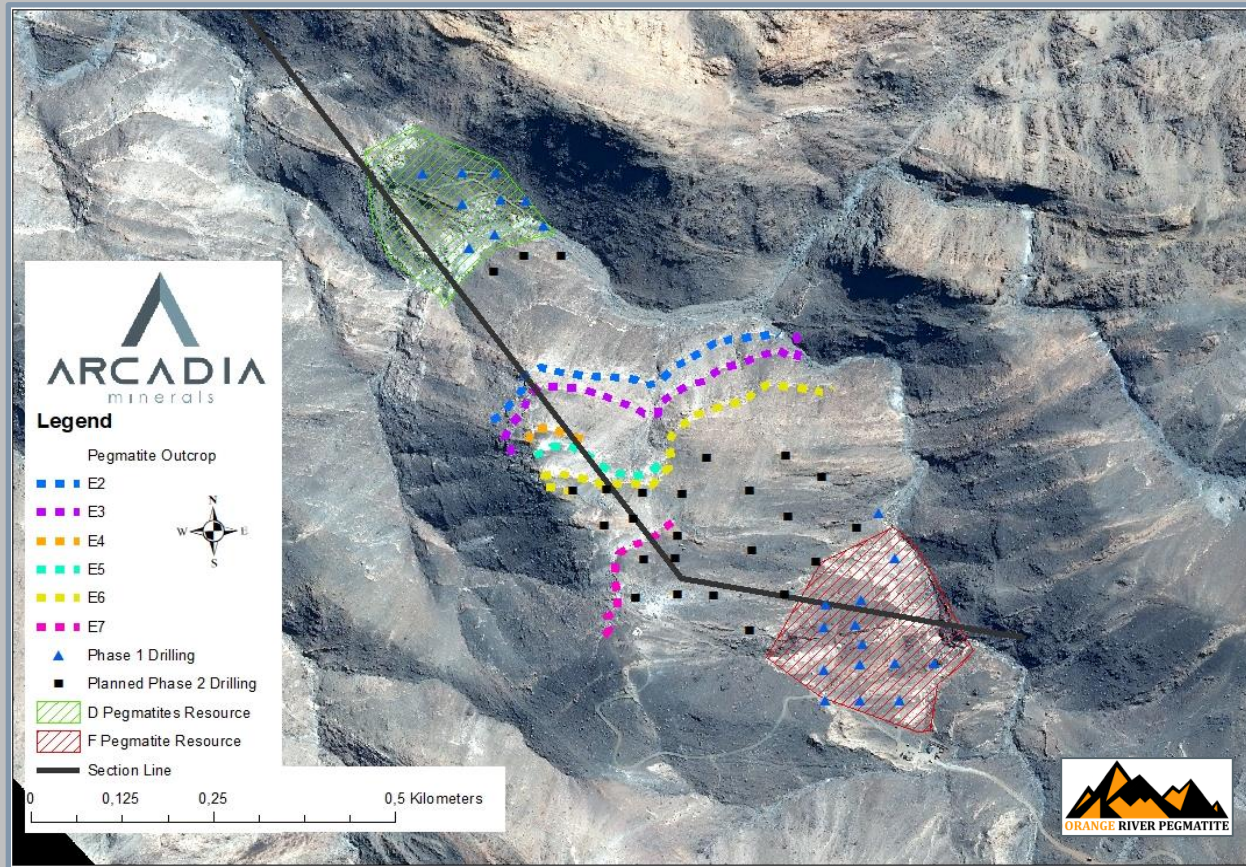 ARCADIA
minerals
Legend
Pegmatite Outcrop
E2
E3
E4
E5
E6
E7
Phase 1 Drilling
Planned Phase 2 Drilling
D Pegmatites Resource
F Pegmatite Resource
Section Line
N
W E
S
0 0,125 0,25 0,5 Kilometers
ORANGE RIVER PEGMATITE